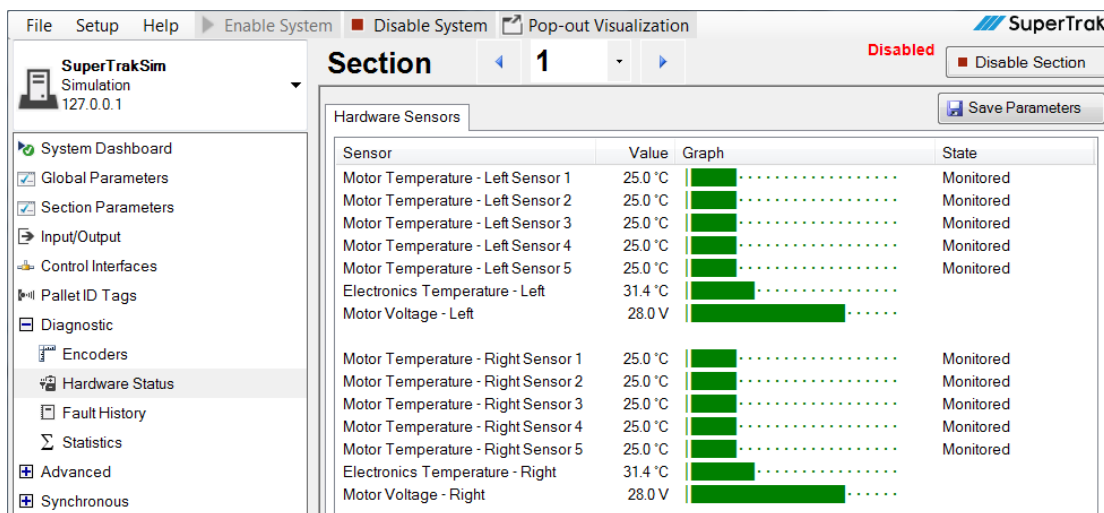 File Setup Help Enable System Disable System Pop-out Visualization SuperTrak
SuperTrakSim
Simulation
127.0.0.1
Section 1 Disabled Disable Section
Save Parameters
System Dashboard
Global Parameters
Section Parameters
Input/Output
Control Interfaces
Pallet ID Tags
Diagnostic
Encoders
Hardware Status
Fault History
Statistics
Advanced
Synchronous
Hardware Sensors
Sensor Value Graph State
Motor Temperature - Left Sensor 1 25.0 °C Monitored
Motor Temperature - Left Sensor 2 25.0 °C Monitored
Motor Temperature - Left Sensor 3 25.0 °C Monitored
Motor Temperature - Left Sensor 4 25.0 °C Monitored
Motor Temperature - Left Sensor 5 25.0 °C Monitored
Electronics Temperature - Left 31.4 °C
Motor Voltage - Left 28.0 V
Motor Temperature - Right Sensor 1 25.0 °C Monitored
Motor Temperature - Right Sensor 2 25.0 °C Monitored
Motor Temperature - Right Sensor 3 25.0 °C Monitored
Motor Temperature - Right Sensor 4 25.0 °C Monitored
Motor Temperature - Right Sensor 5 25.0 °C Monitored
Electronics Temperature - Right 31.4 °C
Motor Voltage - Right 28.0 V